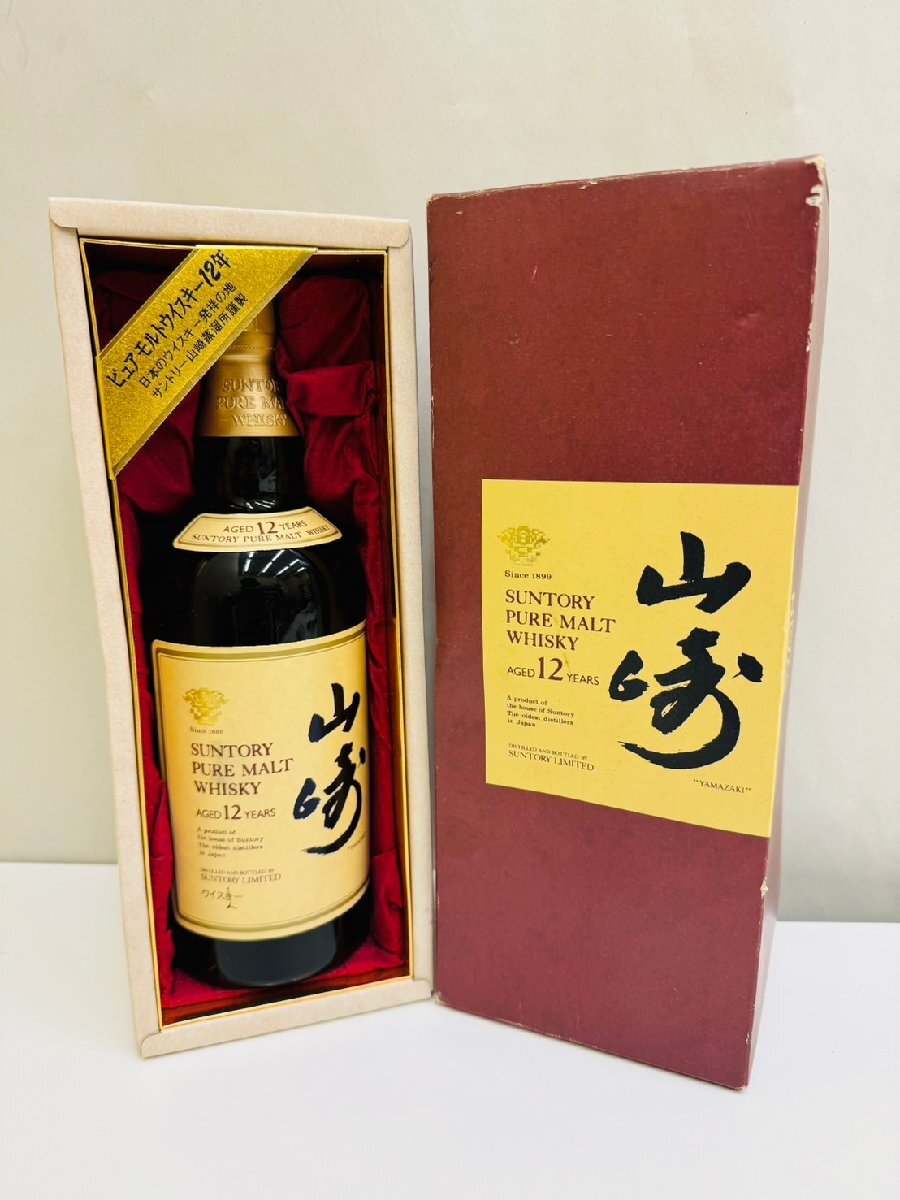 ピュアモルトウイスキー12年
日本のウイスキー発祥の地
サントリー山崎蒸溜所謹製
SUNTORY
PURE MALT
WHISKY
AGED 12 YEARS
SUNTORY PURE MALT WHISKY
Since 1899
SUNTORY
PURE MALT
WHISKY
AGED 12 YEARS
A product of
the house of Suntory
The oldest distillers
in Japan
DISTILLED AND BOTTLED BY
SUNTORY LIMITED
ウイスキー
山崎
"YAMAZAKI"
Since 1899
SUNTORY
PURE MALT
WHISKY
AGED 12 YEARS
A product of
the house of Suntory
The oldest distillers
in Japan
DISTILLED AND BOTTLED BY
SUNTORY LIMITED
山崎
"YAMAZAKI"